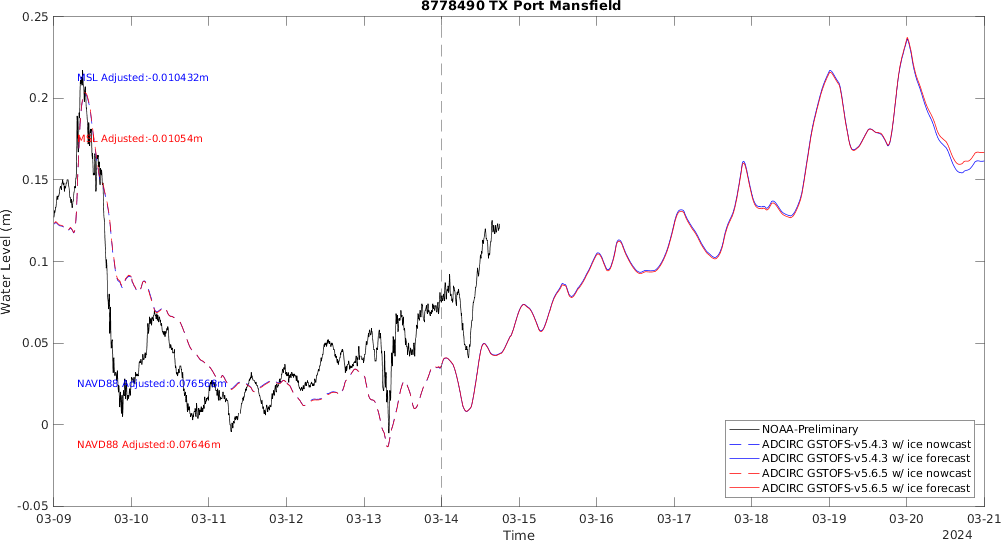 8778490 TX Port Mansfield
0.25
0.2
0.15
0.1
0.05
0
-0.05
Water Level (m)
MSL Adjusted:-0.010432m
MSL Adjusted:-0.01054m
NAVD88 Adjusted:0.076568m
NAVD88 Adjusted:0.07646m
NOAA-Preliminary
ADCIRC GSTOFS-v5.4.3 w/ ice nowcast
ADCIRC GSTOFS-v5.4.3 w/ ice forecast
ADCIRC GSTOFS-v5.6.5 w/ ice nowcast
ADCIRC GSTOFS-v5.6.5 w/ ice forecast
03-09 03-10 03-11 03-12 03-13 03-14 03-15 03-16 03-17 03-18 03-19 03-20 03-21
Time
2024